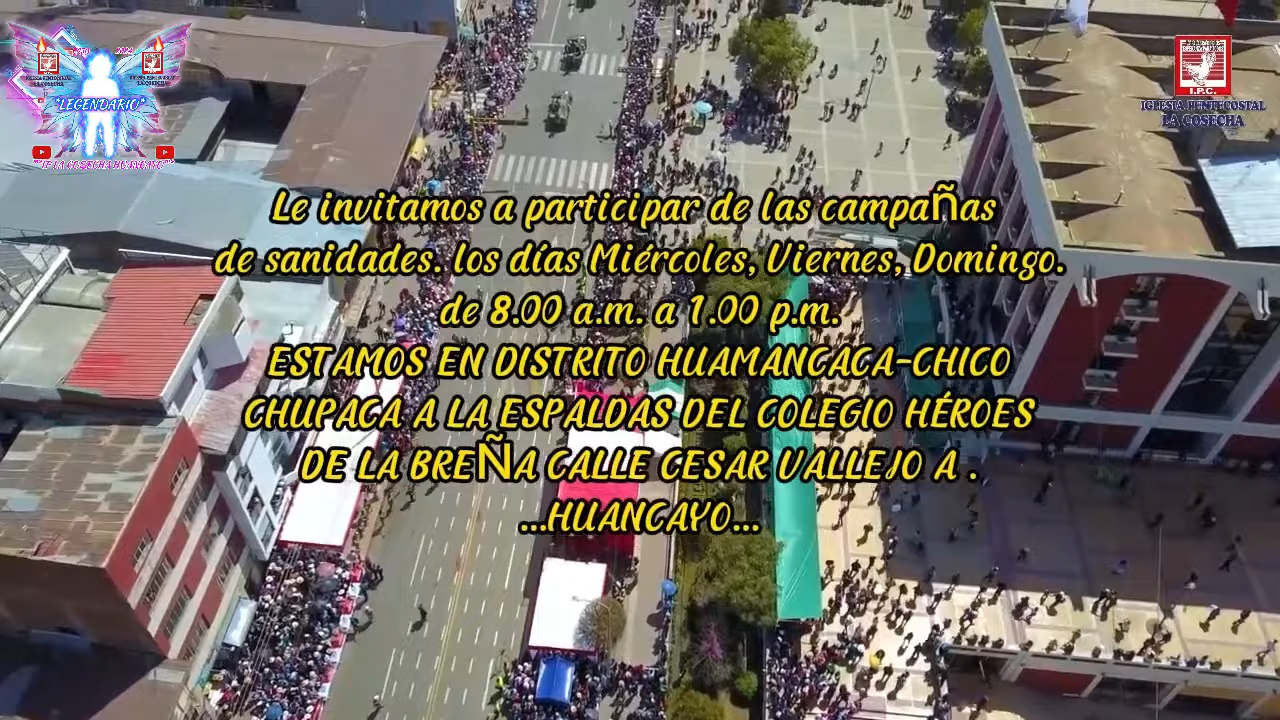 "LEGENDARIO"
I.P.C.
IGLESIA PENTECOSTAL
LA COSECHA
Le invitamos a participar de las campañas
de sanidades. los días Miércoles, Viernes, Domingo.
de 8.00 a.m. a 1.00 p.m.
ESTAMOS EN DISTRITO HUAMANCACA-CHICO
CHUPACA A LA ESPALDAS DEL COLEGIO HÉROES
DE LA BREÑA CALLE CESAR VALLEJO A .
...HUANCAYO...